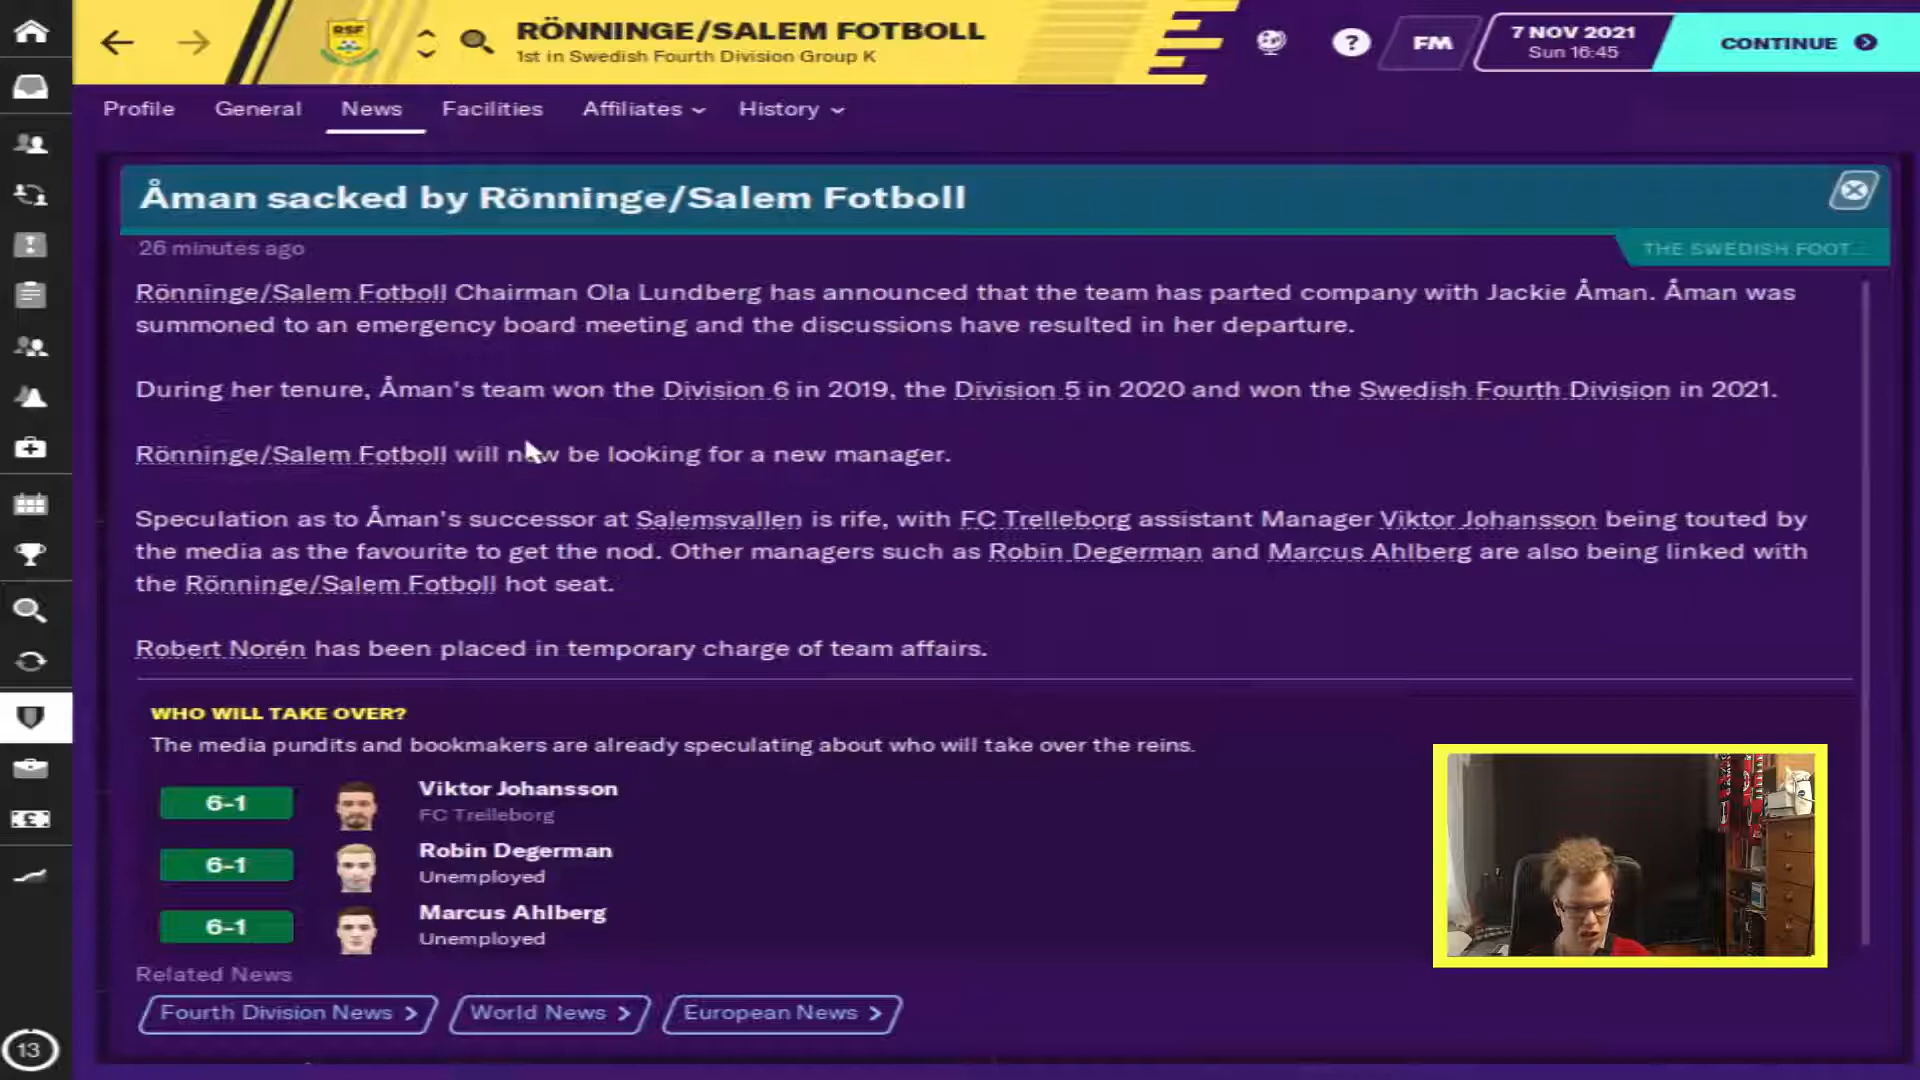 RSF
RÖNNINGE/SALEM FOTBOLL
1st in Swedish Fourth Division Group K
?
FM
7 NOV 2021
Sun 16:45
CONTINUE
Profile
General
News
Facilities
Affiliates
History
Åman sacked by Rönninge/Salem Fotboll
26 minutes ago
THE SWEDISH FOOT...
Rönninge/Salem Fotboll Chairman Ola Lundberg has announced that the team has parted company with Jackie Åman. Åman was
summoned to an emergency board meeting and the discussions have resulted in her departure.
During her tenure, Åman's team won the Division 6 in 2019, the Division 5 in 2020 and won the Swedish Fourth Division in 2021.
Rönninge/Salem Fotboll will now be looking for a new manager.
Speculation as to Åman's successor at Salemsvallen is rife, with FC Trelleborg assistant Manager Viktor Johansson being touted by
the media as the favourite to get the nod. Other managers such as Robin Degerman and Marcus Ahlberg are also being linked with
the Rönninge/Salem Fotboll hot seat.
Robert Norén has been placed in temporary charge of team affairs.
WHO WILL TAKE OVER?
The media pundits and bookmakers are already speculating about who will take over the reins.
6-1
Viktor Johansson
FC Trelleborg
6-1
Robin Degerman
Unemployed
6-1
Marcus Ahlberg
Unemployed
Related News
Fourth Division News >
World News >
European News >
13